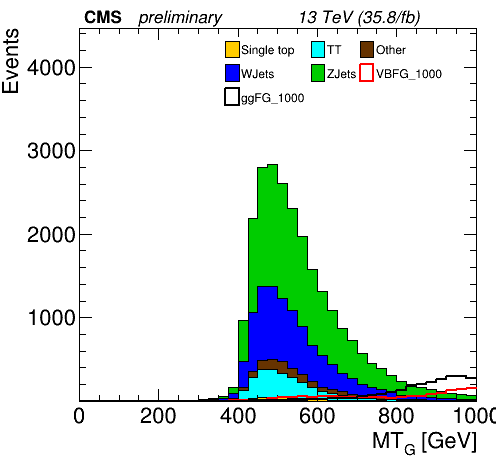 CMS preliminary 13 TeV (35.8/fb)
Events
Single top TT Other
WJets ZJets VBFG_1000
ggFG_1000
4000
3000
2000
1000
0 200 400 600 800 1000
MT_G [GeV]